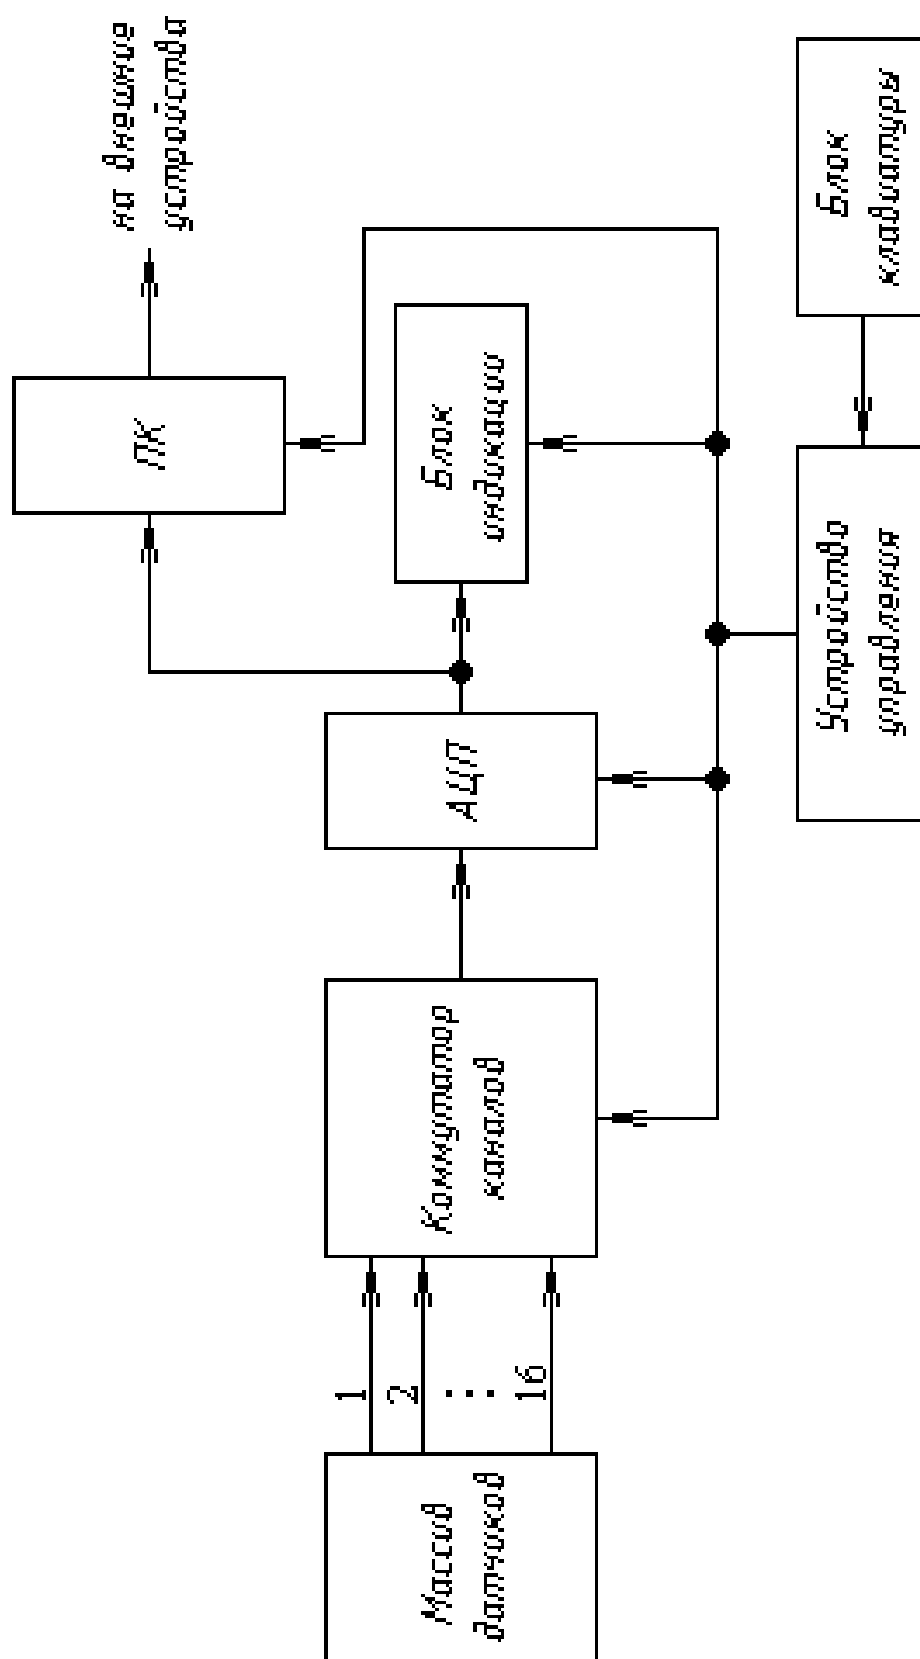 Массив
датчиков
1
2
...
16
Коммутатор
каналов
АЦП
Блок
индикации
ПК
на внешние
устройства
Устройство
управления
Блок
клавиатуры